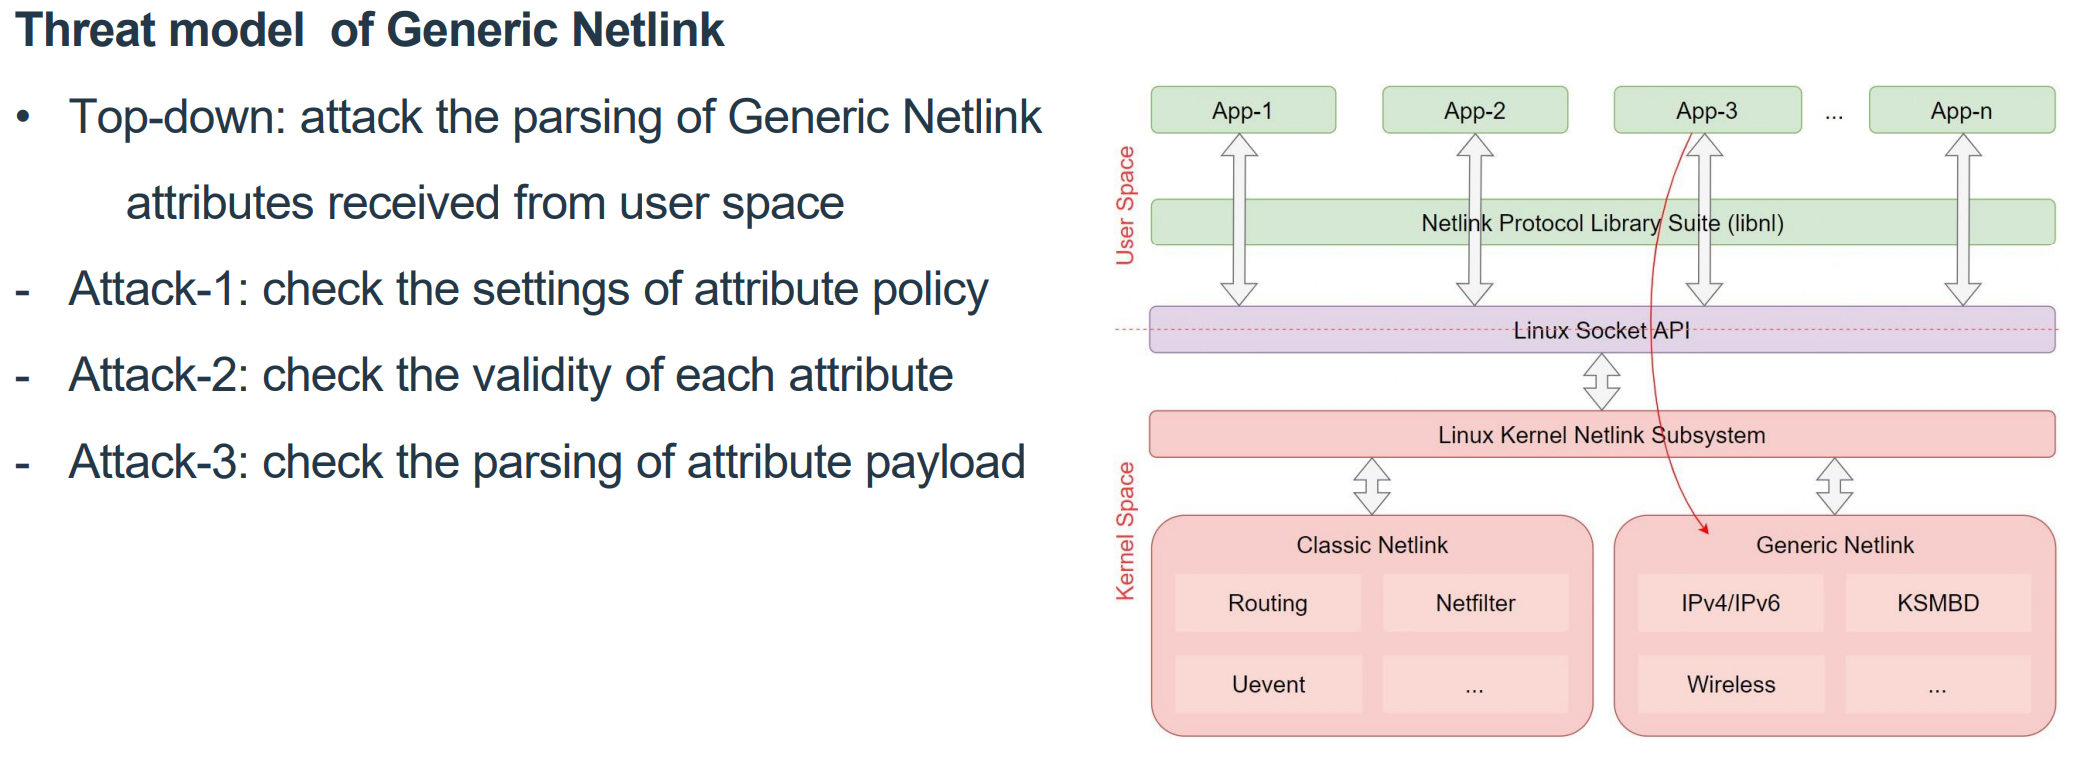 Threat model of Generic Netlink
• Top-down: attack the parsing of Generic Netlink
attributes received from user space
- Attack-1: check the settings of attribute policy
- Attack-2: check the validity of each attribute
- Attack-3: check the parsing of attribute payload
App-1
App-2
App-3
...
App-n
User Space
Netlink Protocol Library Suite (libnl)
Linux Socket API
Linux Kernel Netlink Subsystem
Kernel Space
Classic Netlink
Routing
Netfilter
Uevent
...
Generic Netlink
IPv4/IPv6
KSMBD
Wireless
...